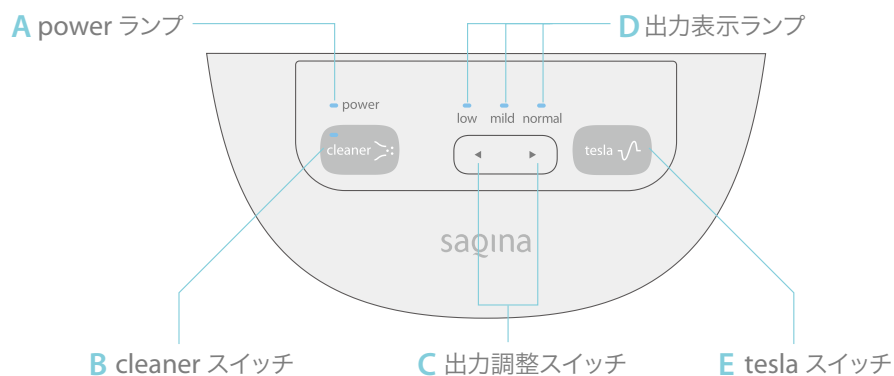 A power ランプ
D 出力表示ランプ
power
low mild normal
cleaner
◀ ▶
tesla
saqina
B cleaner スイッチ
C 出力調整スイッチ
E tesla スイッチ